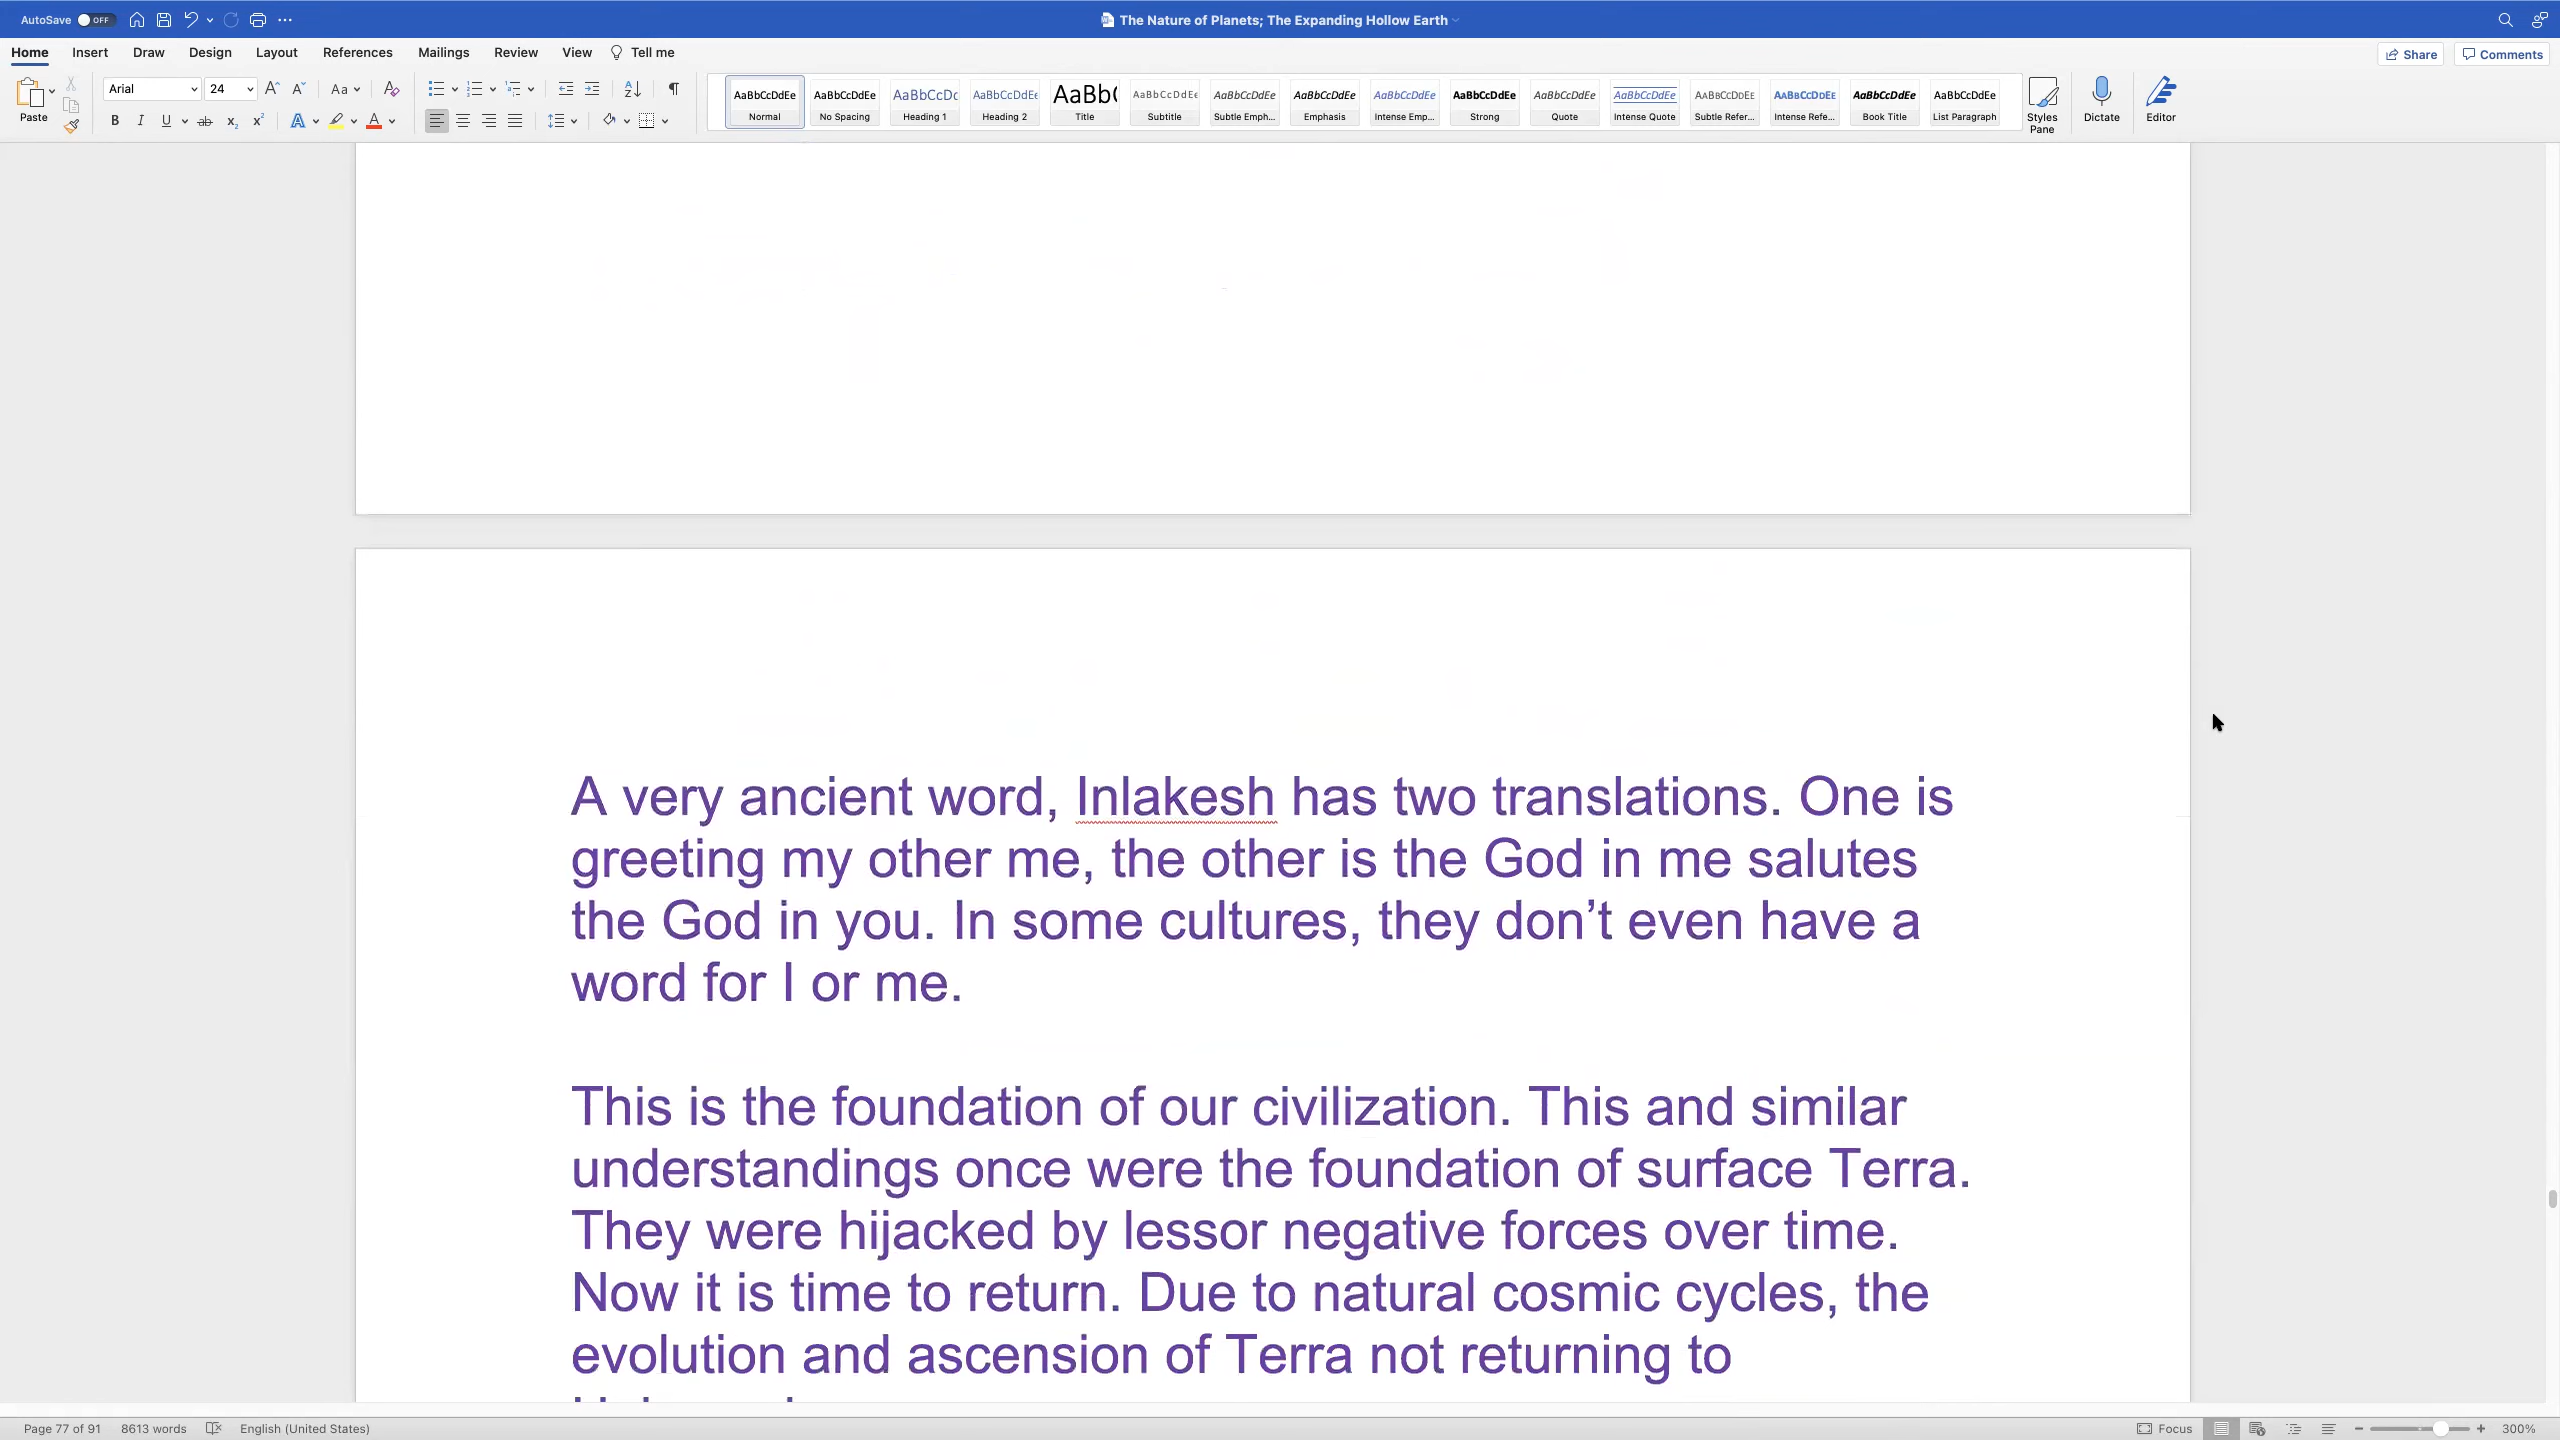 AutoSave OFF
The Nature of Planets; The Expanding Hollow Earth
Home Insert Draw Design Layout References Mailings Review View Tell me
Share Comments
Paste
Arial 24
AaBbCcDdEe AaBbCcDdEe AaBbCcDc AaBbCcDdEe AaBb( AaBbCcDdEe AaBbCcDdEe AaBbCcDdEe AaBbCcDdEe AaBbCcDdEe AaBbCcDdEe AaBbCcDdEe AaBbCcDdEe AaBbCcDdEe AaBbCcDdEe AaBbCcDdEe
Normal No Spacing Heading 1 Heading 2 Title Subtitle Subtle Emph... Emphasis Intense Emp... Strong Quote Intense Quote Subtle Refer... Intense Refe... Book Title List Paragraph
Styles Pane
Dictate
Editor
A very ancient word, Inlakesh has two translations. One is
greeting my other me, the other is the God in me salutes
the God in you. In some cultures, they don’t even have a
word for I or me.
This is the foundation of our civilization. This and similar
understandings once were the foundation of surface Terra.
They were hijacked by lessor negative forces over time.
Now it is time to return. Due to natural cosmic cycles, the
evolution and ascension of Terra not returning to
Page 77 of 91 8613 words English (United States) Focus 300%